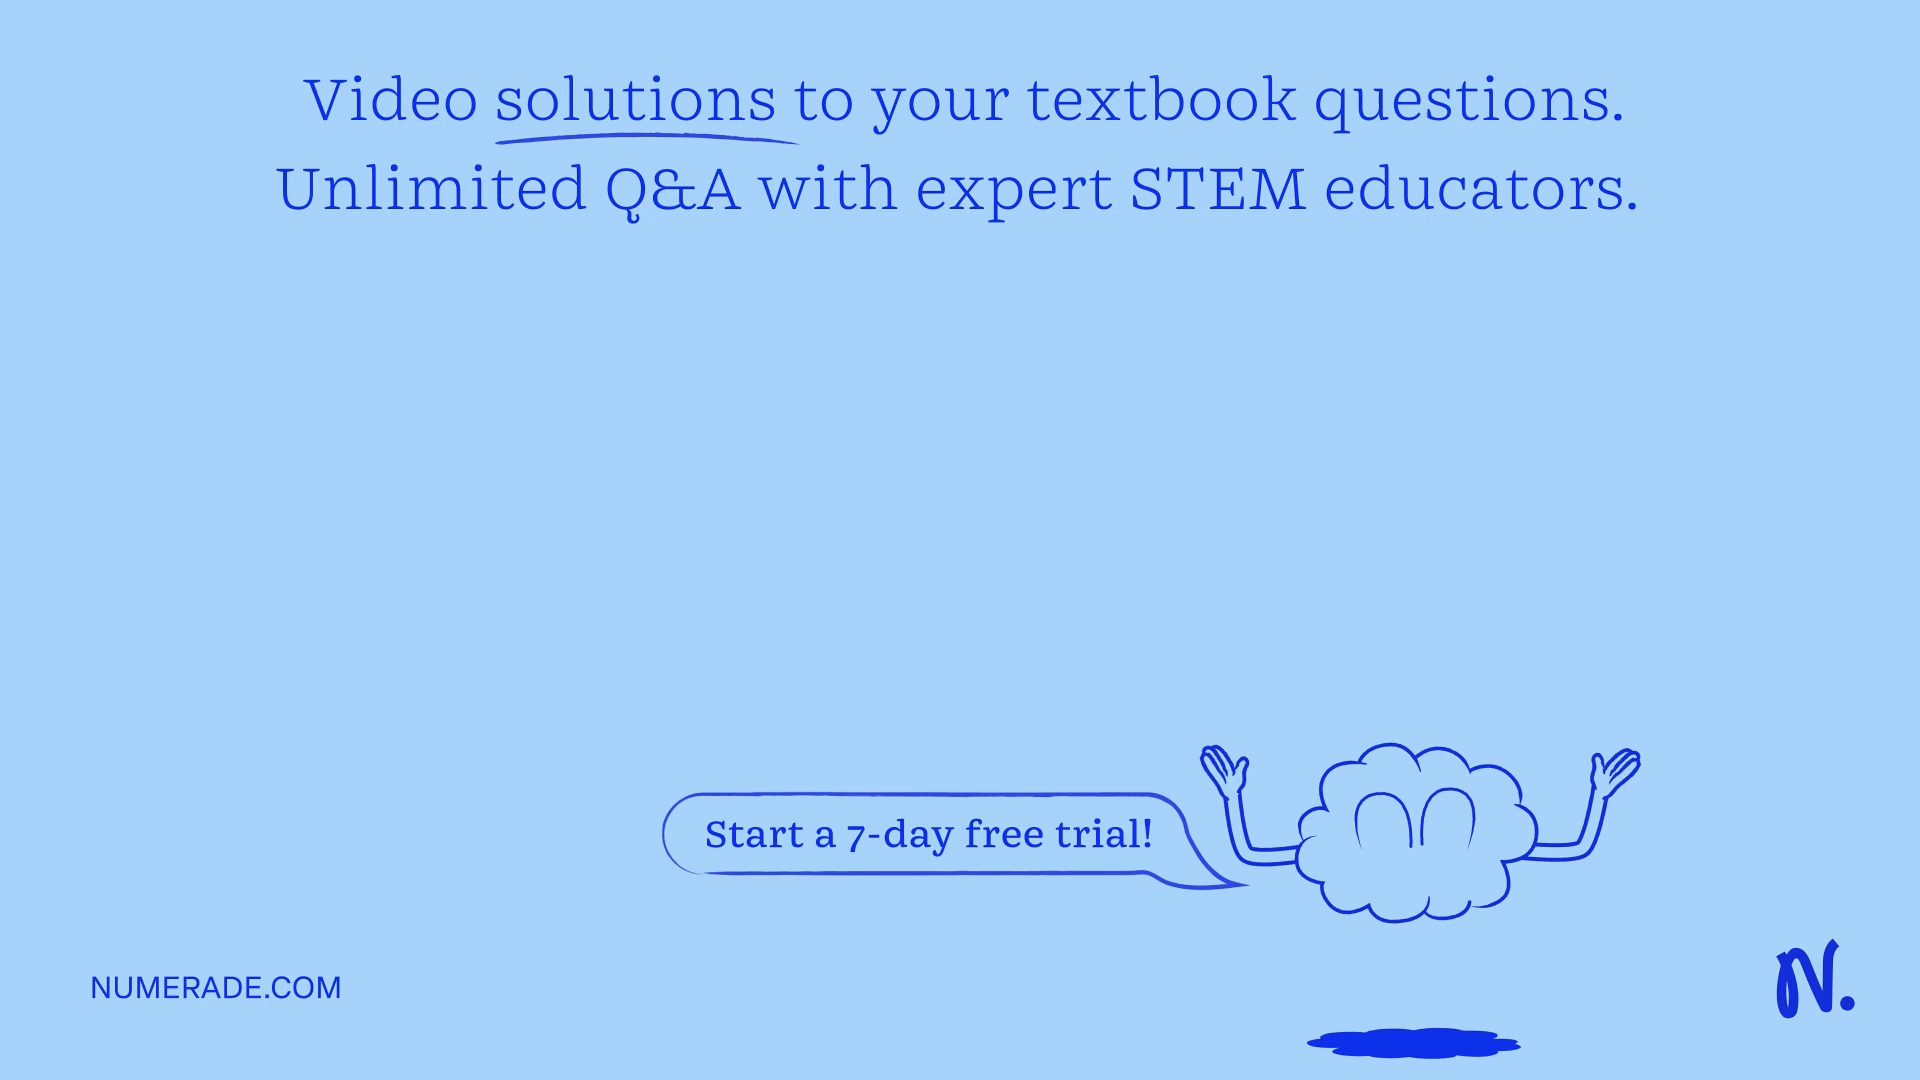 Video solutions to your textbook questions.
Unlimited Q&A with expert STEM educators.
Start a 7-day free trial!
NUMERADE.COM
N.